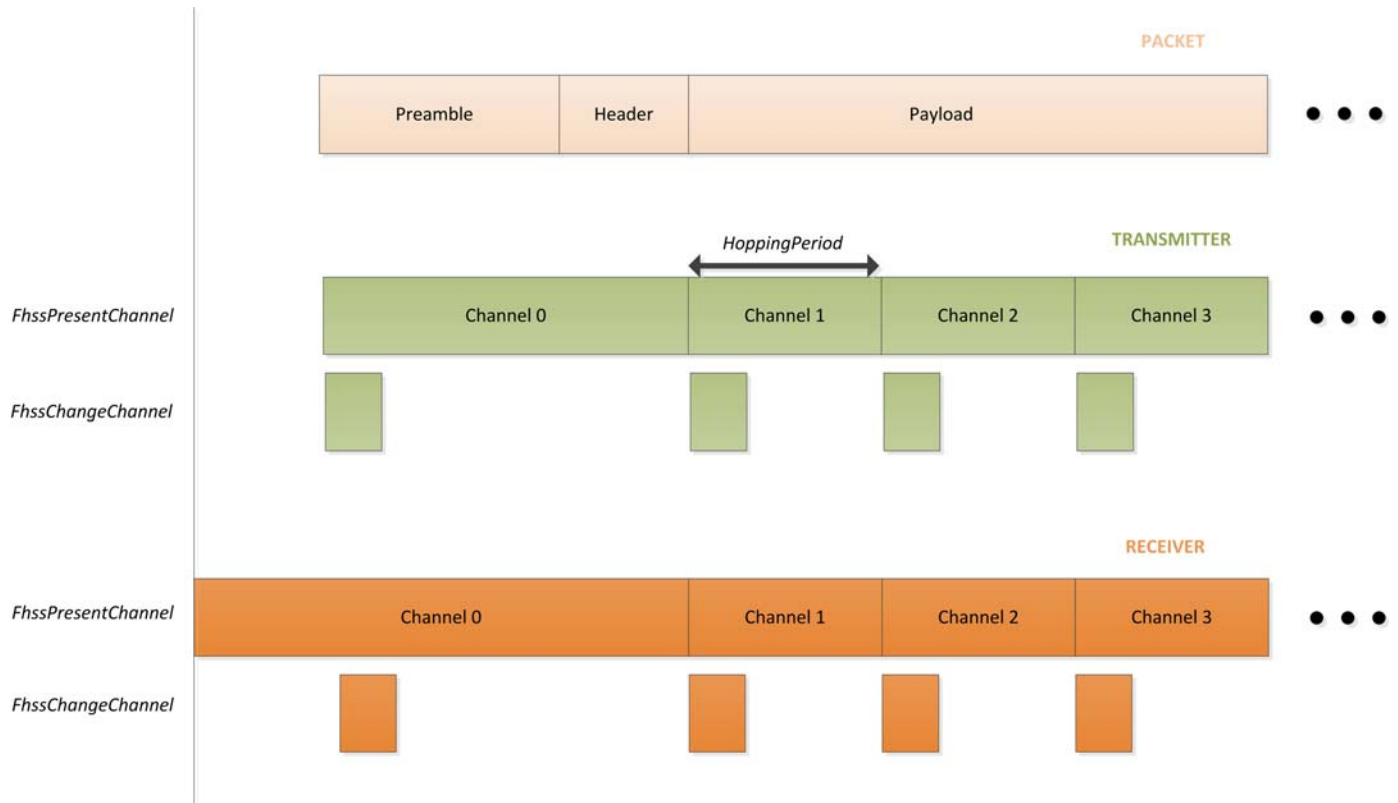 PACKET
Preamble
Header
Payload
HoppingPeriod
TRANSMITTER
FhssPresentChannel
Channel 0
Channel 1
Channel 2
Channel 3
FhssChangeChannel
RECEIVER
FhssPresentChannel
Channel 0
Channel 1
Channel 2
Channel 3
FhssChangeChannel